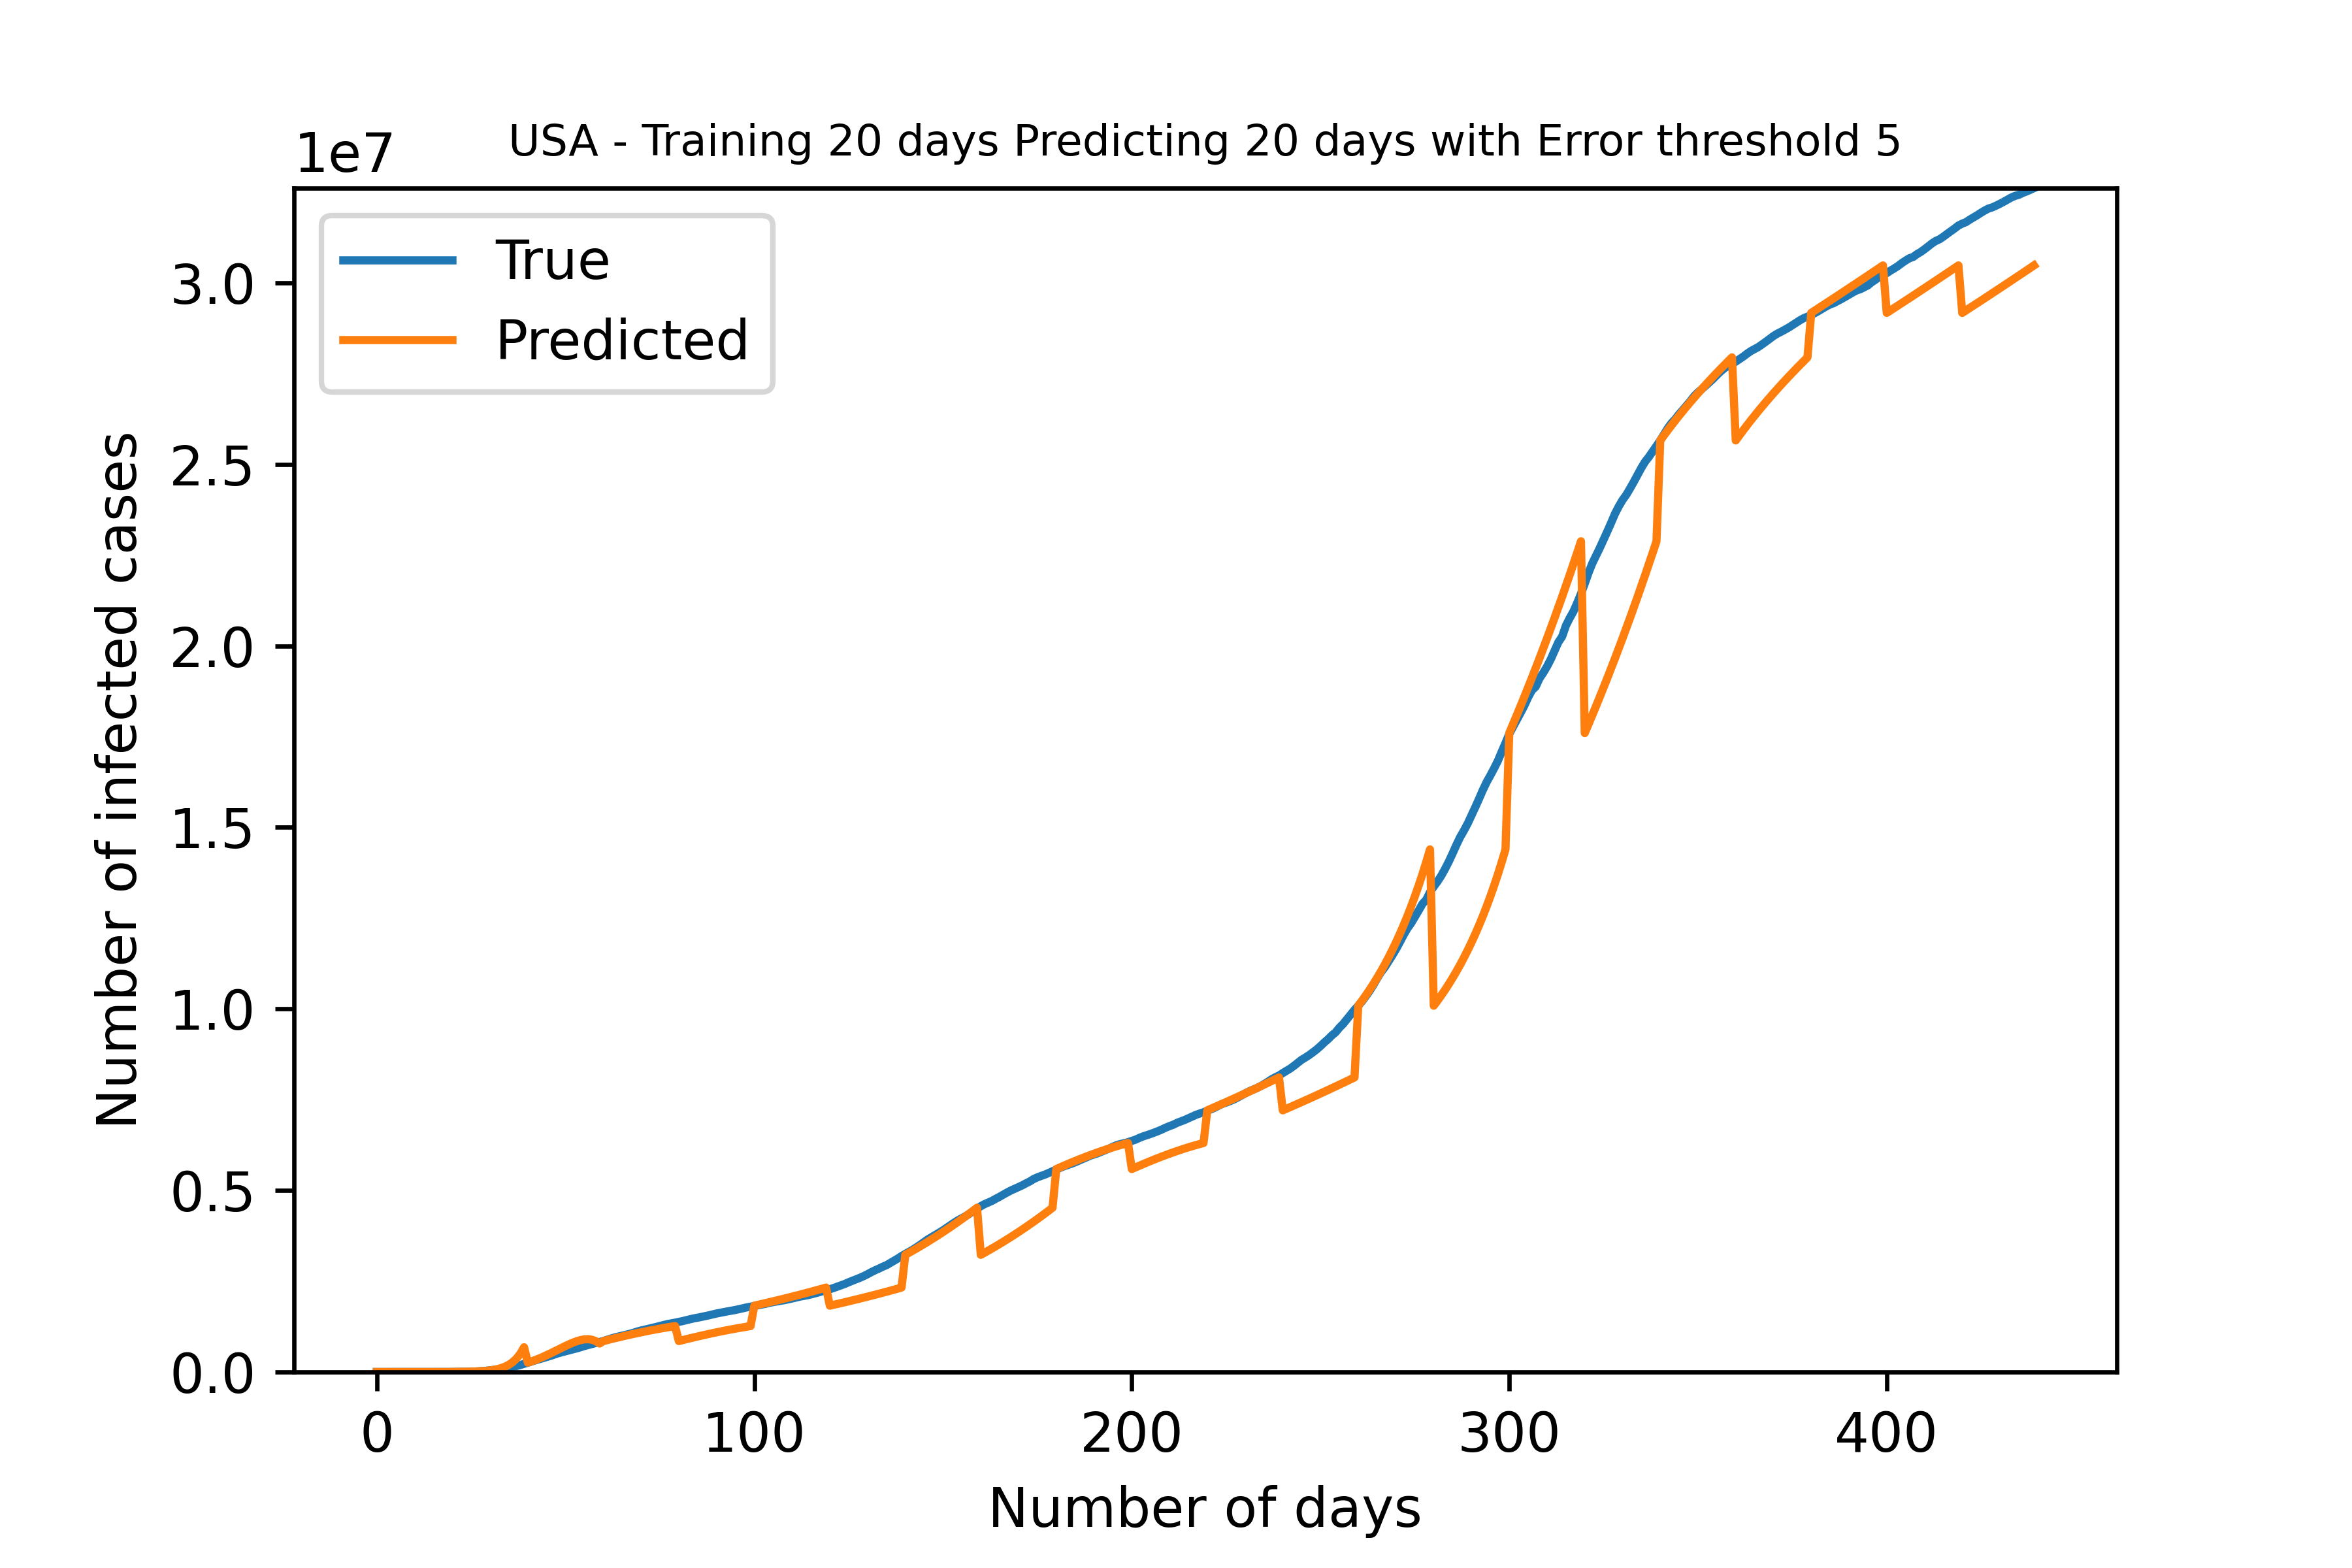 USA - Training 20 days Predicting 20 days with Error threshold 5
1e7
True
Predicted
3.0
2.5
2.0
1.5
1.0
0.5
0.0
Number of infected cases
0 100 200 300 400
Number of days